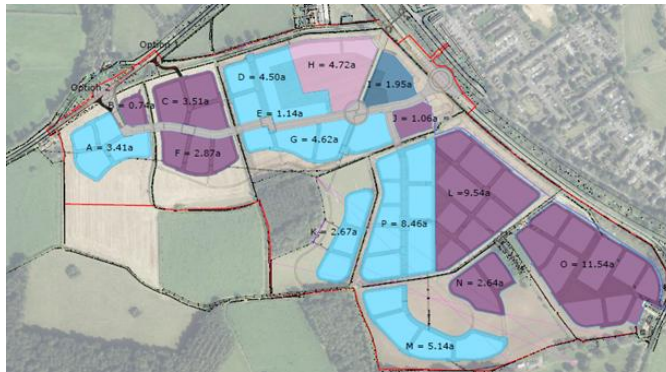 Option 1
Option 2
B = 0.74a
C = 3.51a
D = 4.50a
H = 4.72a
I = 1.95a
E = 1.14a
J = 1.06a
A = 3.41a
F = 2.87a
G = 4.62a
L =9.54a
K = 2.67a
P = 8.46a
O = 11.54a
N = 2.64a
M = 5.14a